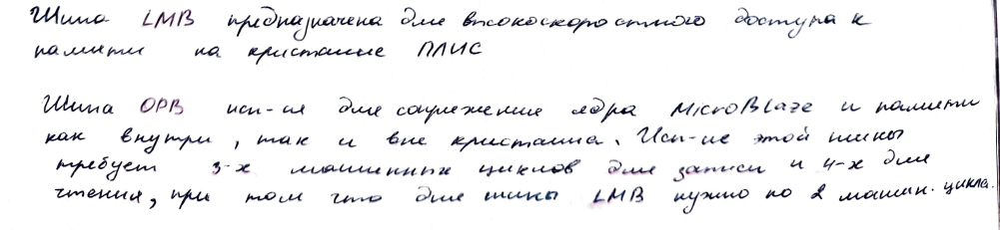 Шина LMB предназначена для высокоскоростного доступа к
памяти на кристалле ПЛИС
Шина OPB исп-ся для сопряжения ядра MicroBlaze и памяти
как внутри, так и вне кристалла. Исп-ие этой шины
требует 3-х машинных циклов для записи и 4-х для
чтения, при том что для шины LMB нужно по 2 машин. цикла.